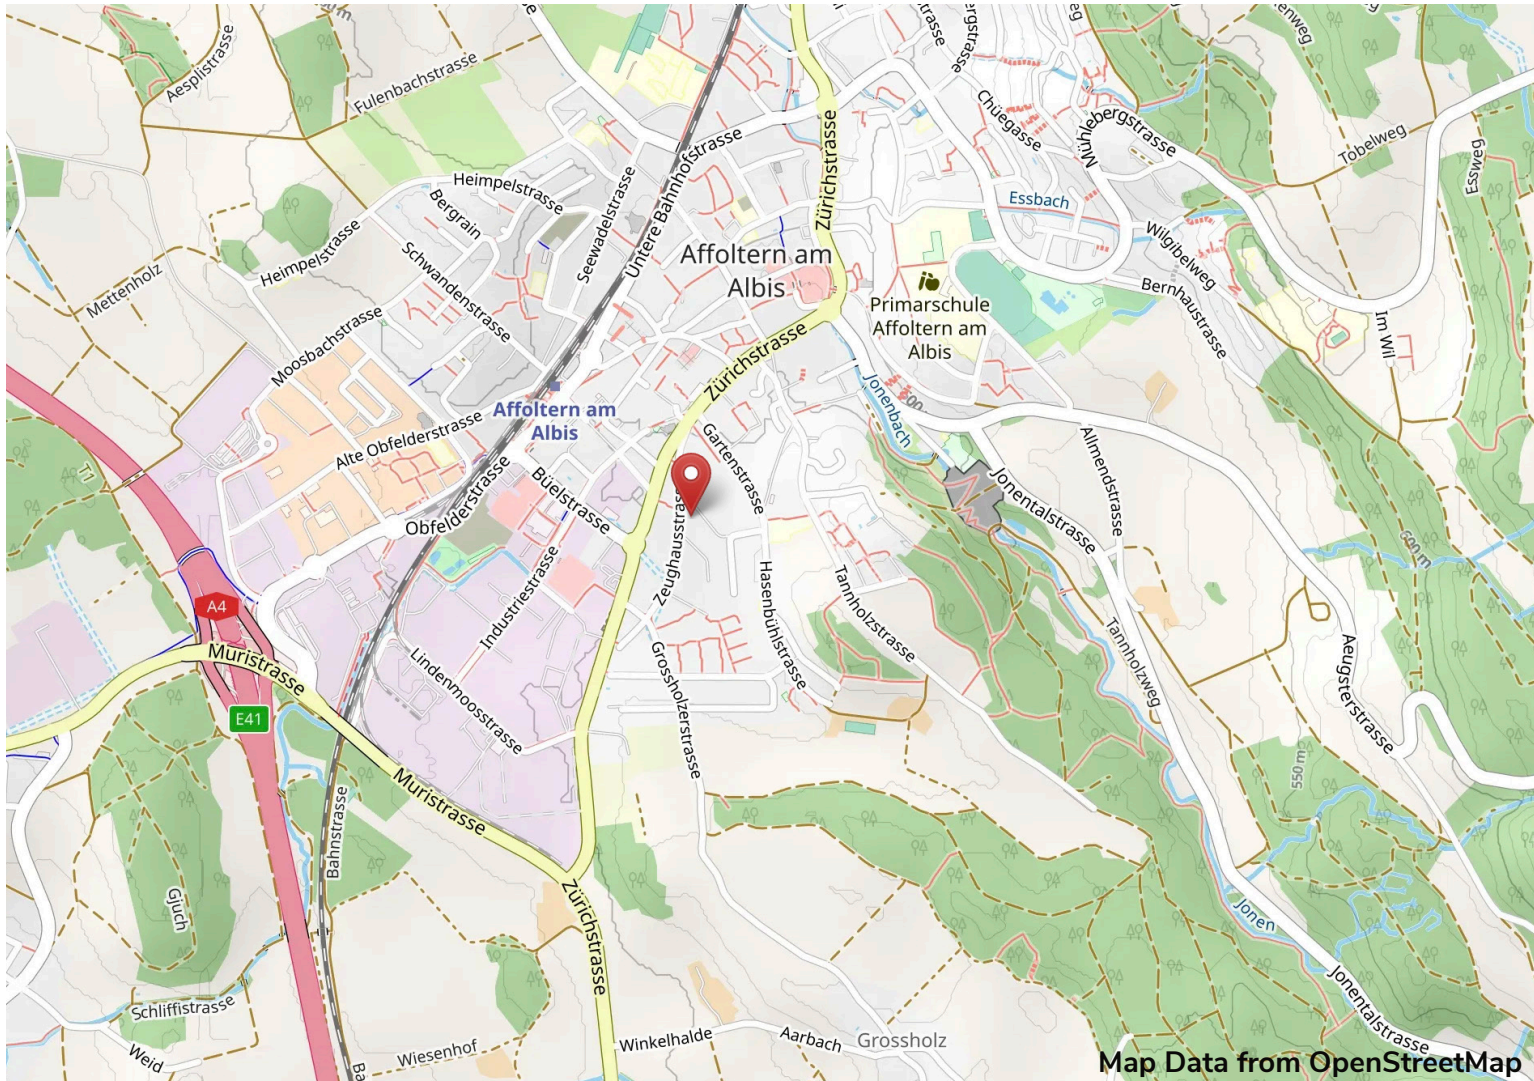 Aesplistrasse
Fulenbachstrasse
Chüegasse
Mühlebergstrasse
Tobelweg
Essweg
Untere Bahnhofstrasse
Zürichstrasse
Heimpelstrasse
Bergrain
Seewadelstrasse
Essbach
Wilgibelweg
Heimpelstrasse
Schwandenstrasse
Mettenholz
Affoltern am
Albis
Primarschule
Affoltern am
Albis
Bernhaustrasse
Im Wil
Moosbachstrasse
Zürichstrasse
Jonenbach
Affoltern am
Albis
Alte Obfelderstrasse
Gartenstrasse
Allmendstrasse
T1
Büelstrasse
Obfelderstrasse
Jonentalstrasse
Zeughausstrasse
600 m
Industriestrasse
Hasenbühlstrasse
Tannholzstrasse
A4
Muristrasse
Lindenmoosstrasse
Grossholzerstrasse
Tannholzweg
Aeugsterstrasse
E41
550 m
Muristrasse
Bahnstrasse
Gjuch
Zürichstrasse
Jonen
Jonentalstrasse
Schliffistrasse
Weid
Wiesenhof
Winkelhalde
Aarbach
Grossholz
Map Data from OpenStreetMap